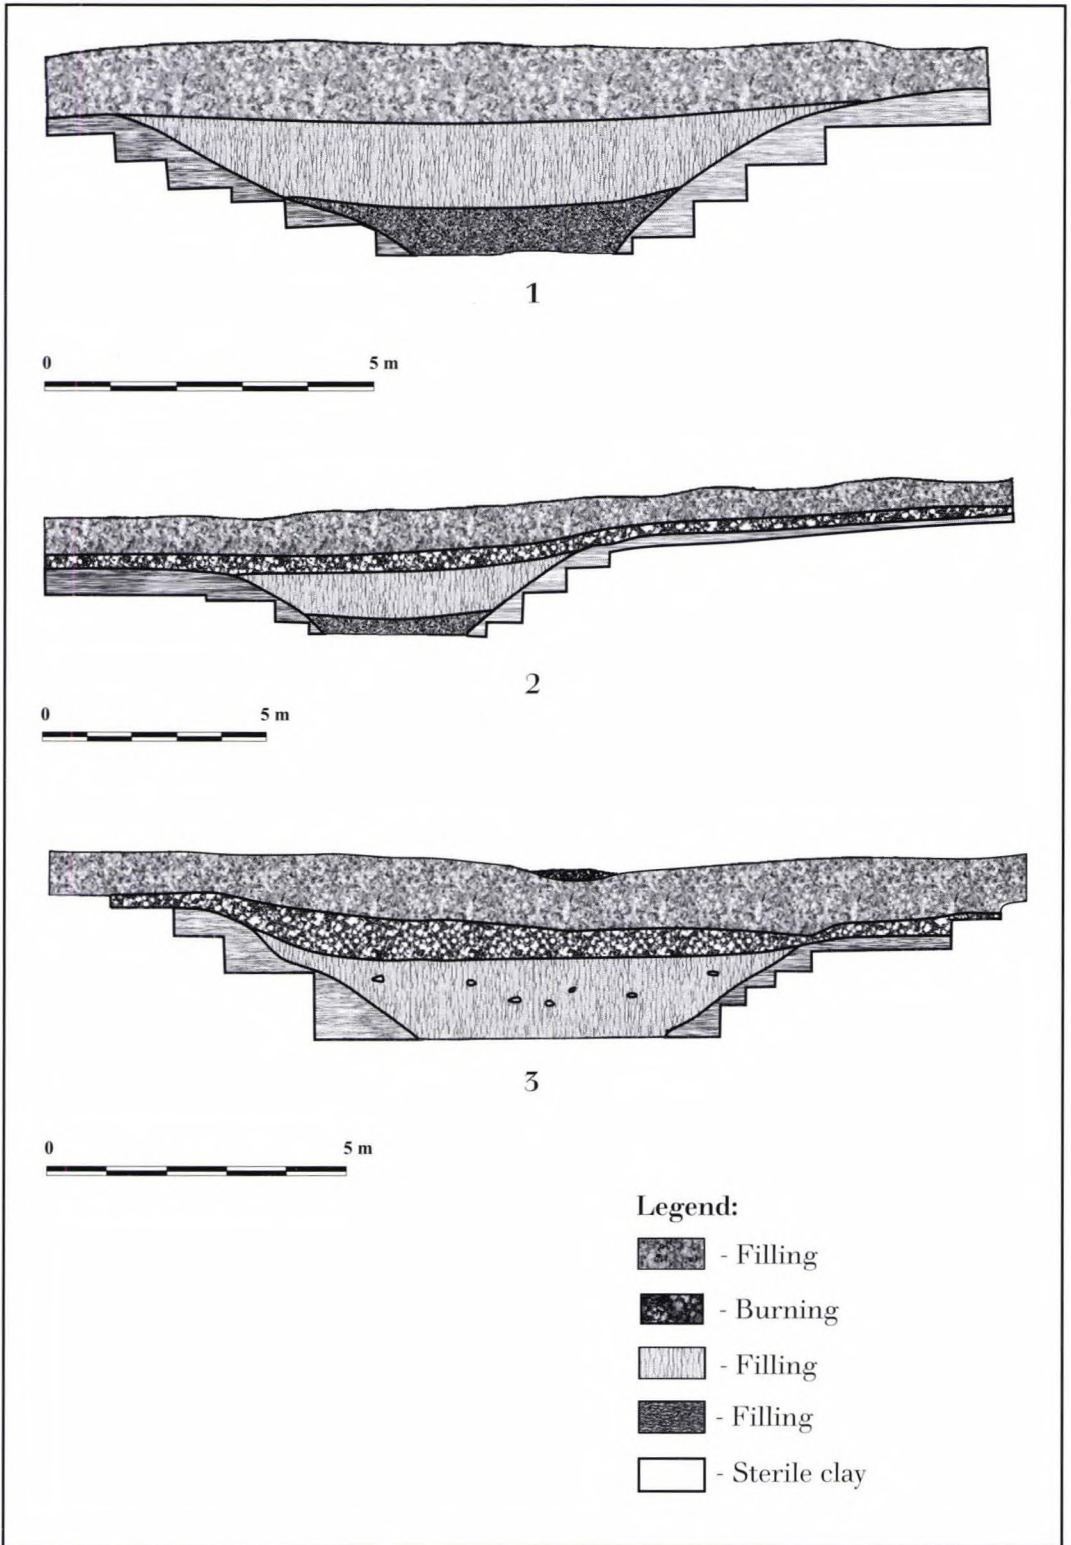 1
0 5 m
2
0 5 m
3
0 5 m
Legend:
- Filling
- Burning
- Filling
- Filling
- Sterile clay